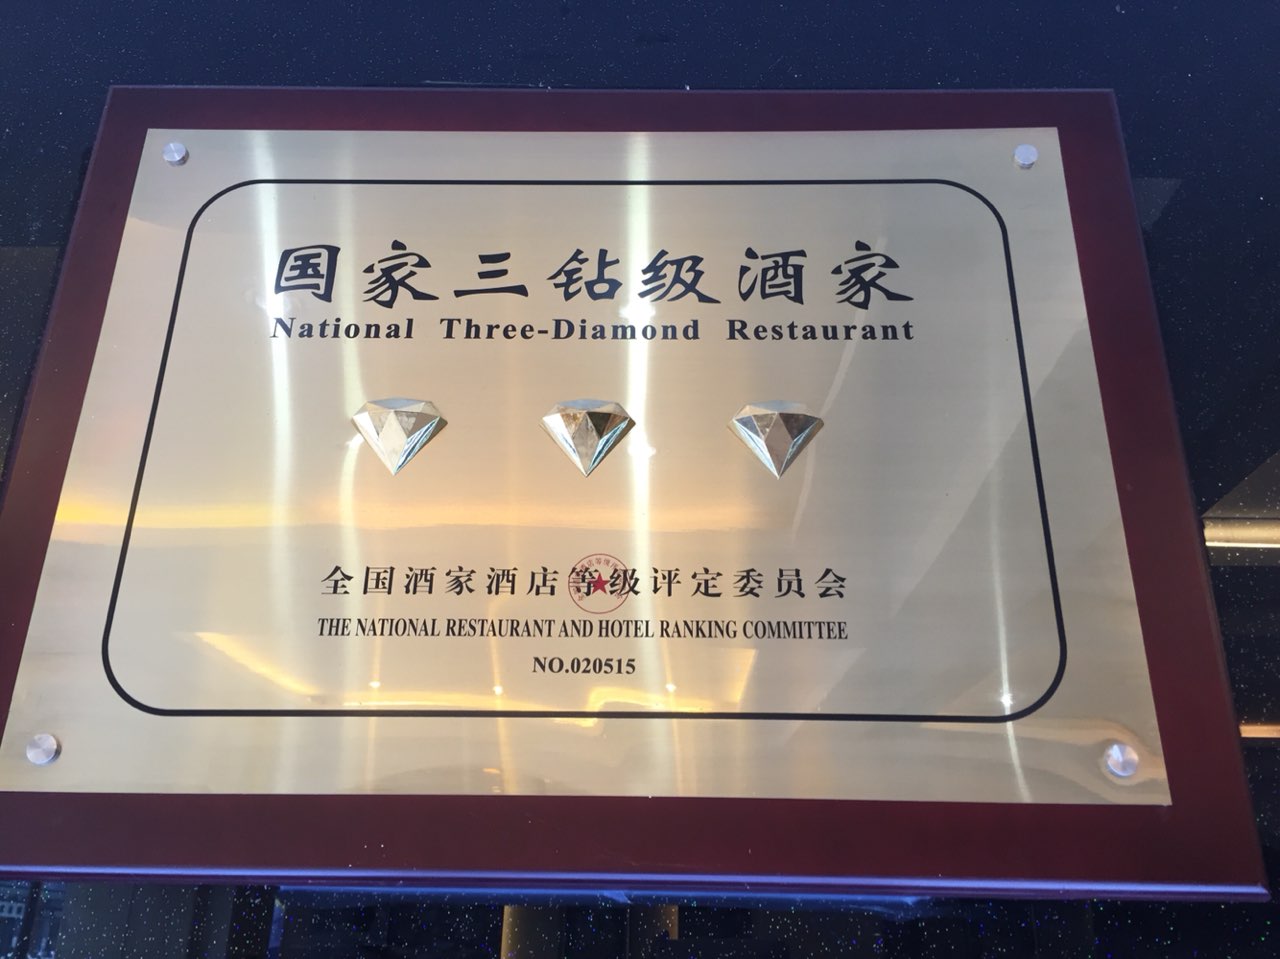 国家三钻级酒家
National Three-Diamond Restaurant
全国酒家酒店等级评定委员会
THE NATIONAL RESTAURANT AND HOTEL RANKING COMMITTEE
NO.020515